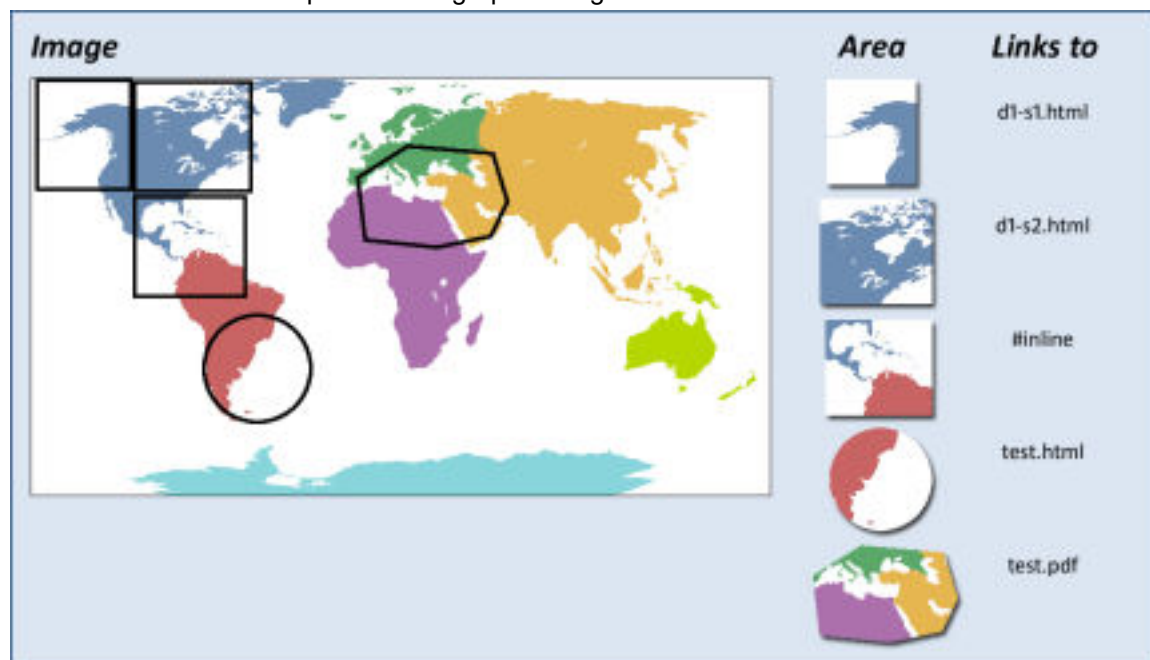 Image
Area
Links to
d1-s1.html
d1-s2.html
#inline
test.html
test.pdf